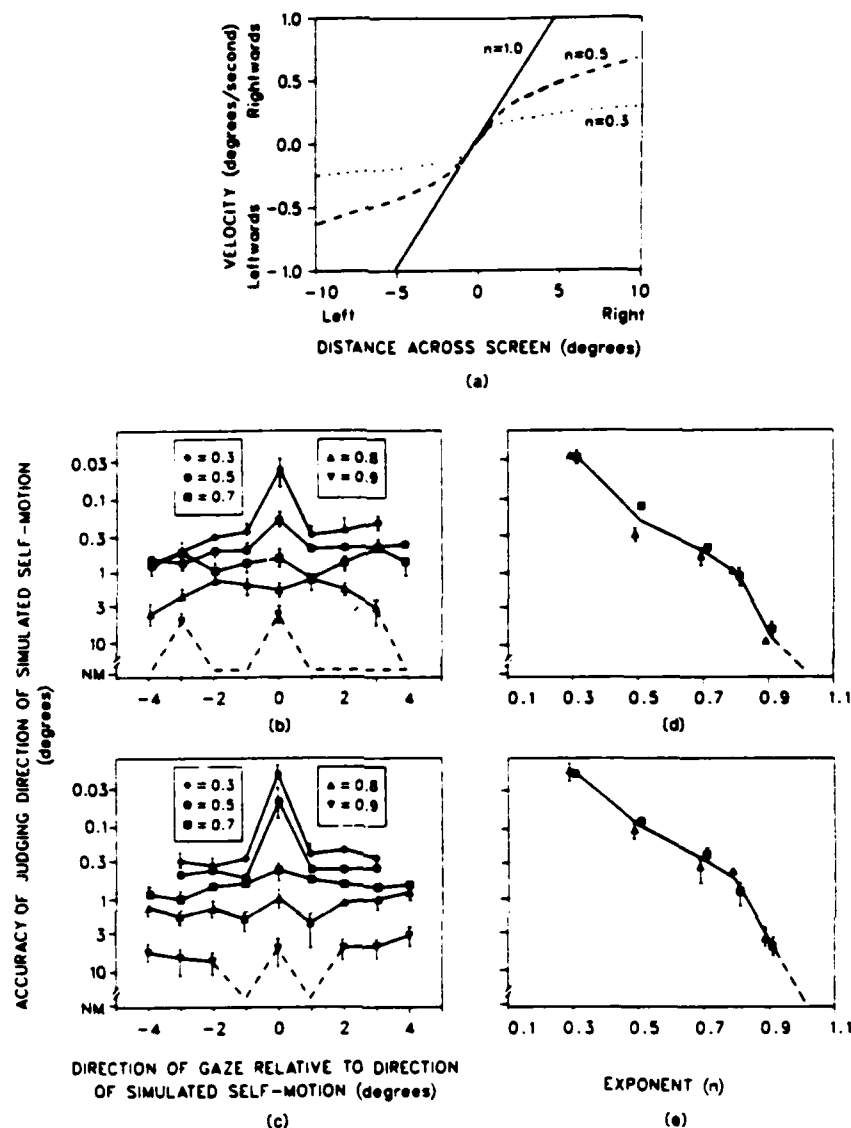 1.0
0.5
0.0
-0.5
-1.0
VELOCITY (degrees/second)
Leftwards
Rightwards
n=1.0
n=0.5
n=0.3
-10
-5
0
5
10
Left
Right
DISTANCE ACROSS SCREEN (degrees)
(a)
ACCURACY OF JUDGING DIRECTION OF SIMULATED SELF-MOTION
(degrees)
0.03
0.1
0.3
1
3
10
NM
= 0.3
= 0.5
= 0.7
= 0.8
= 0.9
-4
-2
0
2
4
(b)
0.1
0.3
0.5
0.7
0.9
1.1
(d)
0.03
0.1
0.3
1
3
10
NM
= 0.3
= 0.5
= 0.7
= 0.8
= 0.9
-4
-2
0
2
4
DIRECTION OF GAZE RELATIVE TO DIRECTION
OF SIMULATED SELF-MOTION (degrees)
(c)
0.1
0.3
0.5
0.7
0.9
1.1
EXPONENT (n)
(e)